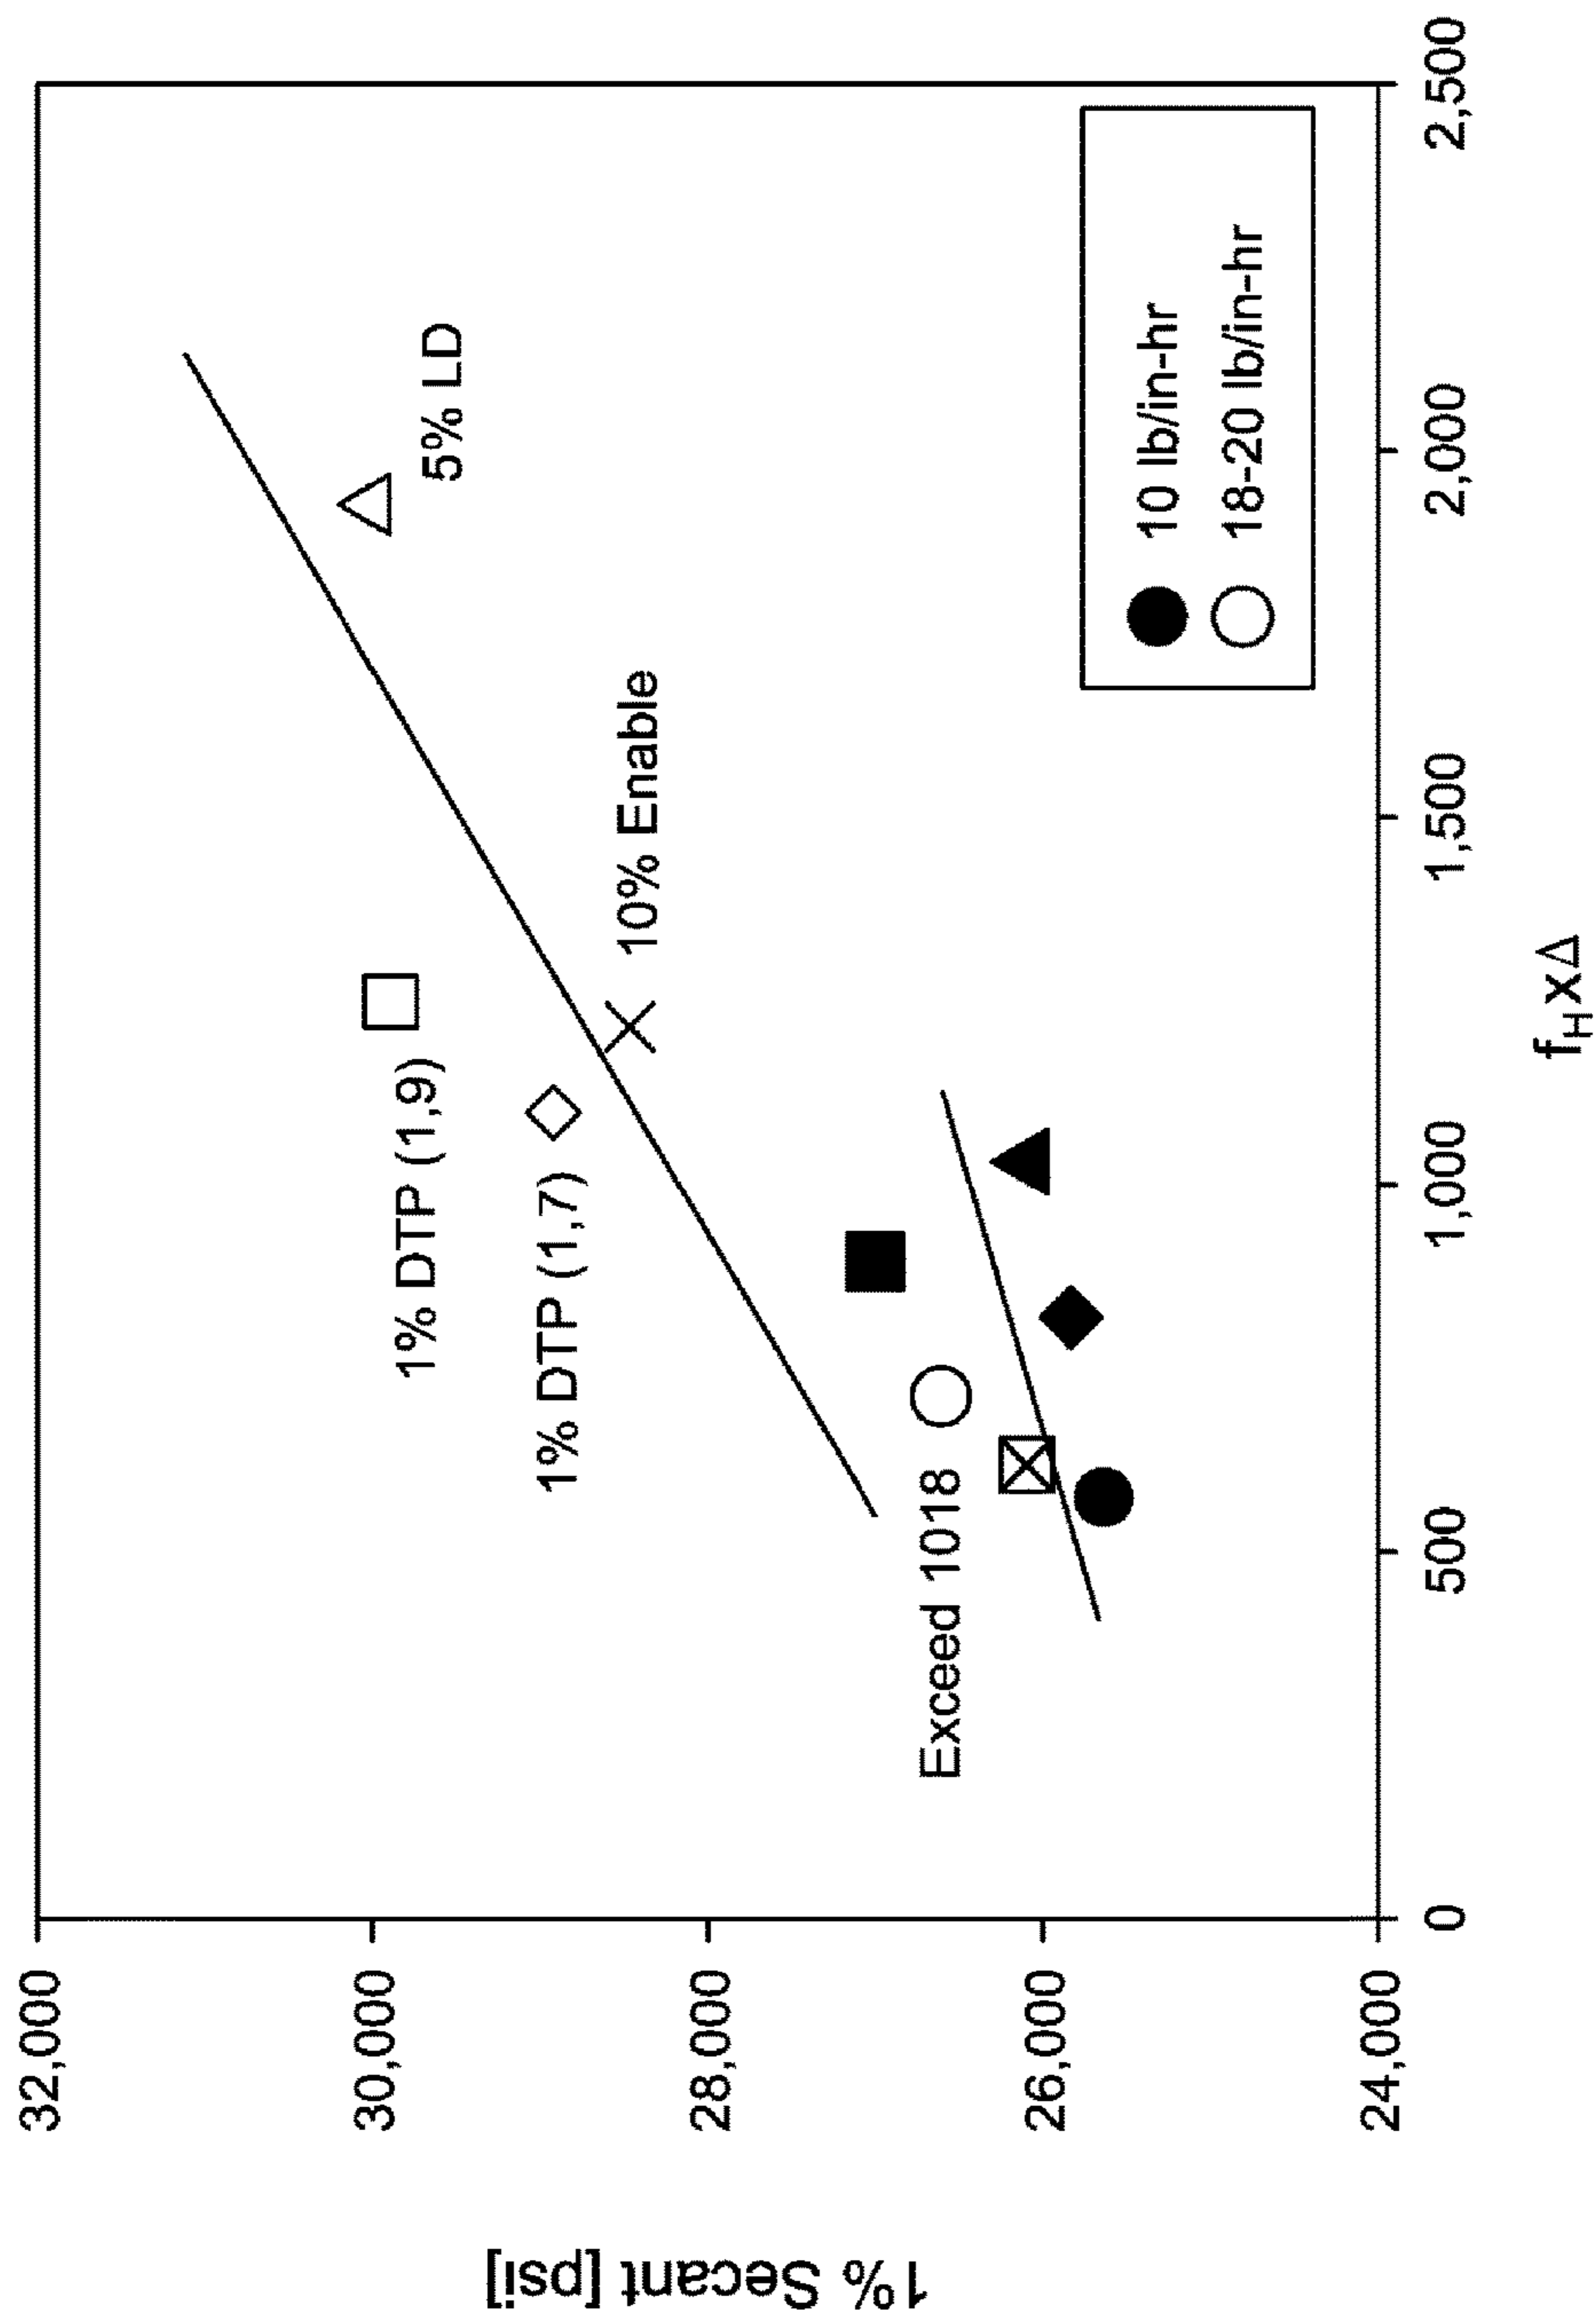 32,000
30,000
28,000
26,000
24,000
1% Secant [psi]
0
500
1,000
1,500
2,000
2,500
fHxΔ
1% DTP (1,9)
1% DTP (1,7)
5% LD
10% Enable
Exceed 1018
10 lb/in-hr
18-20 lb/in-hr